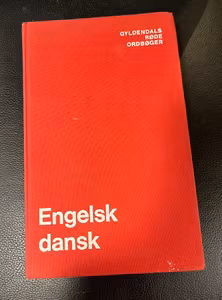 GYLDENDALS
RØDE
ORDBØGER
Engelsk
dansk